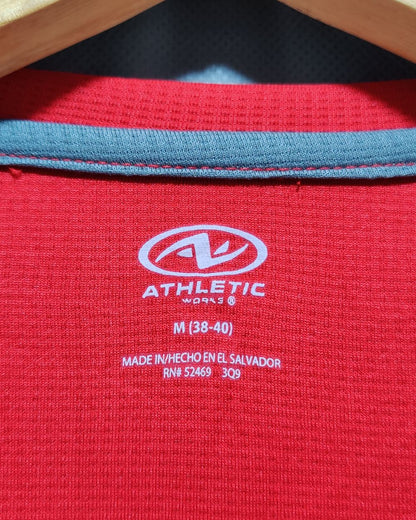 ATHLETIC
WORKS®
M (38-40)
MADE IN/HECHO EN EL SALVADOR
RN# 52469 3Q9